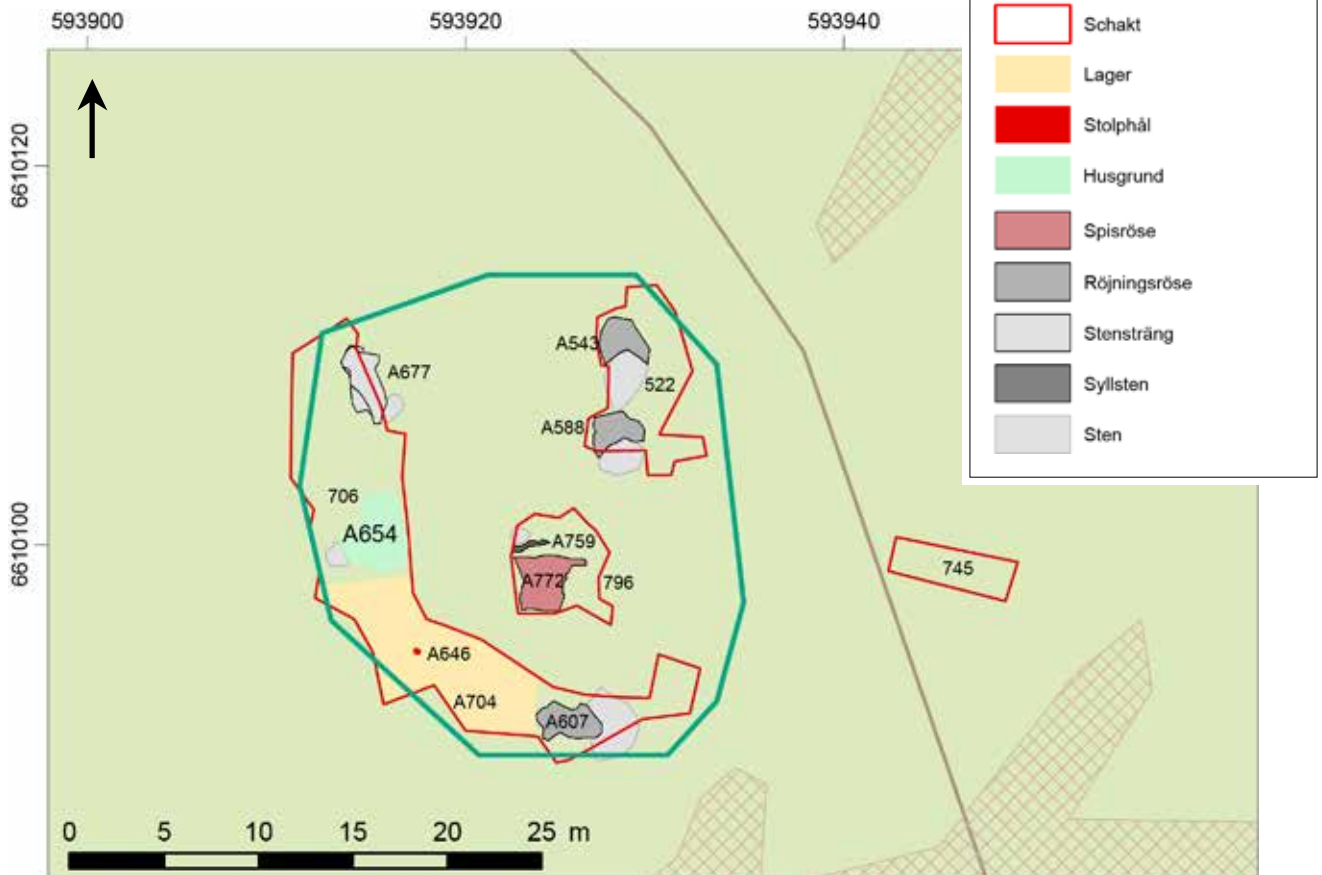 593900
593920
593940
6610120
6610100
Schakt
Lager
Stolphål
Husgrund
Spisröse
Röjningsröse
Stensträng
Syllsten
Sten
A543
A677
522
A588
706
A654
A759
A772
796
745
A646
A704
A607
0 5 10 15 20 25 m